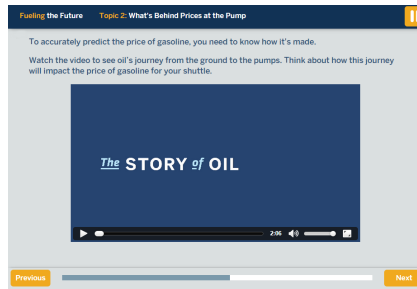 Fueling the Future Topic 2: What's Behind Prices at the Pump
To accurately predict the price of gasoline, you need to know how it's made.
Watch the video to see oil's journey from the ground to the pumps. Think about how this journey
will impact the price of gasoline for your shuttle.
The STORY of OIL
2:06
Previous
Next